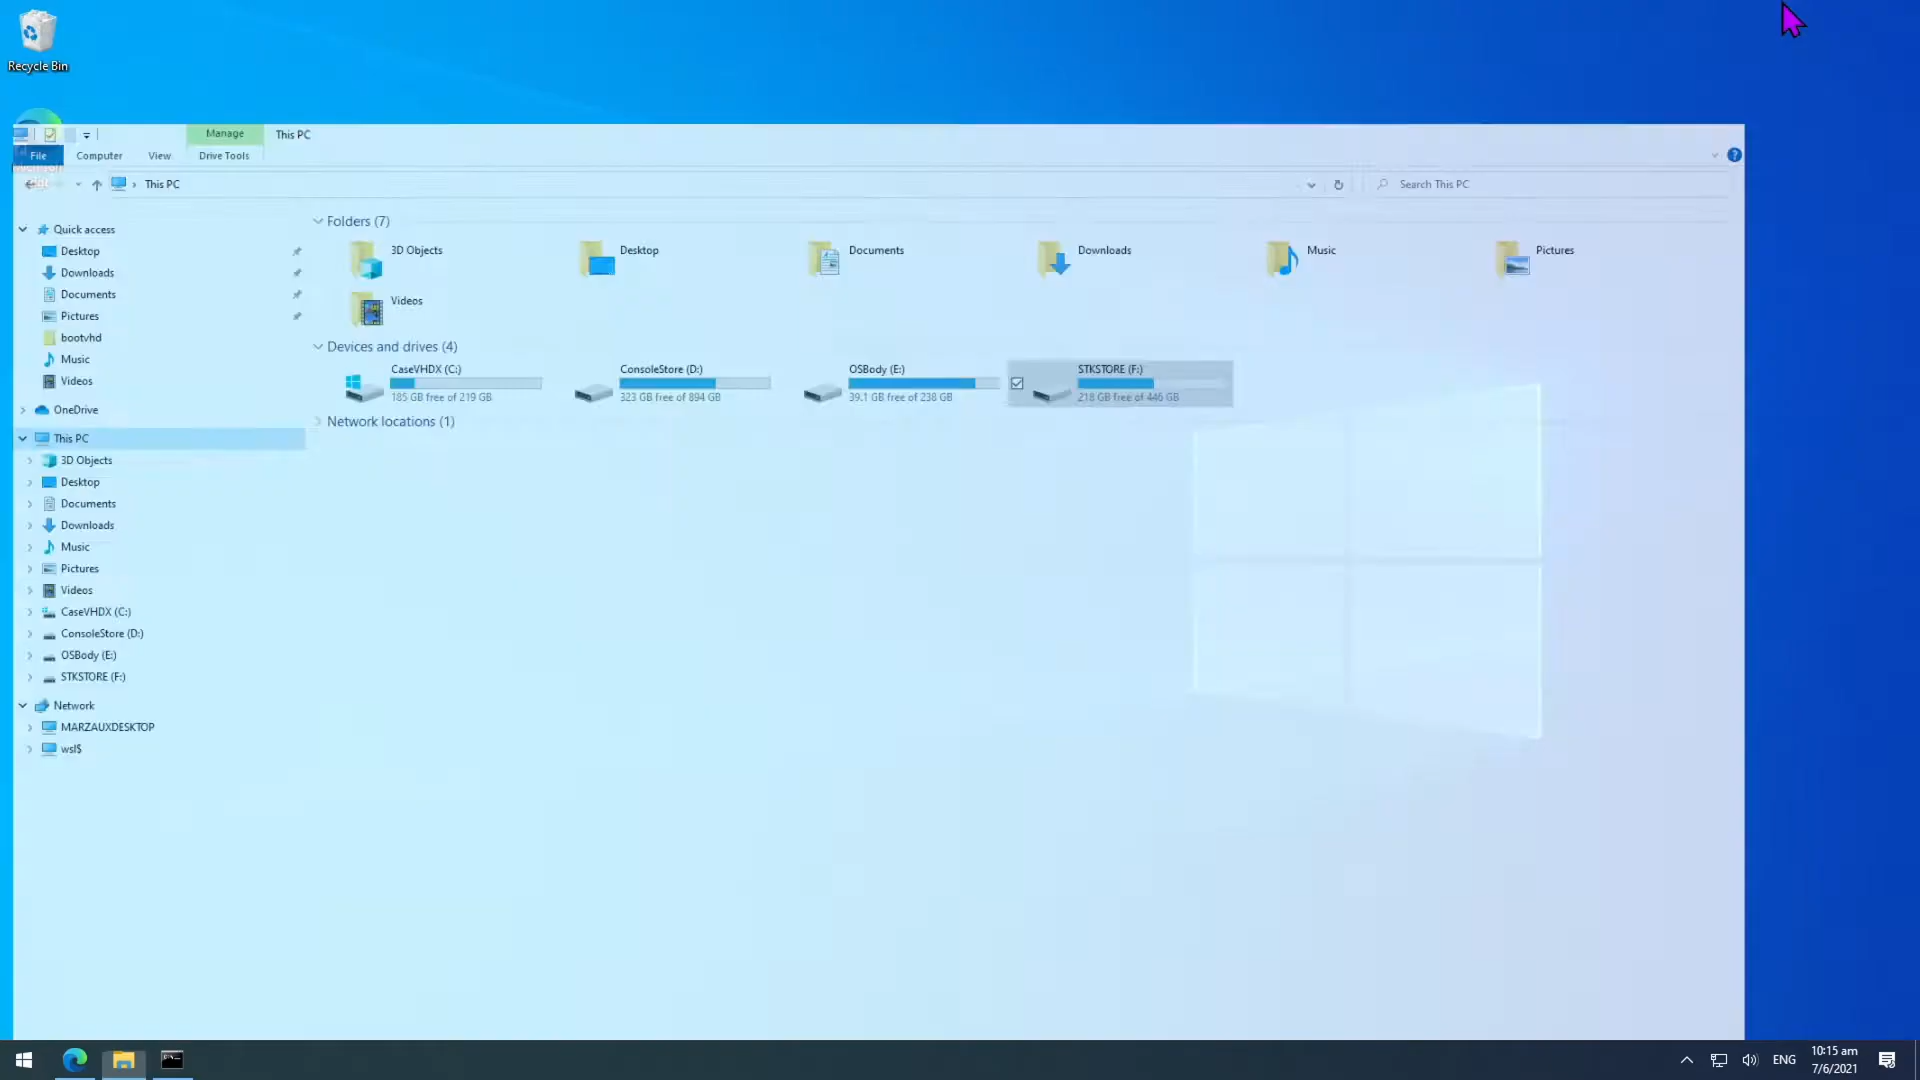 Recycle Bin
Manage
This PC
File
Computer
View
Drive Tools
This PC
Search This PC
Quick access
Desktop
Downloads
Documents
Pictures
bootvhd
Music
Videos
OneDrive
This PC
3D Objects
Desktop
Documents
Downloads
Music
Pictures
Videos
CaseVHDX (C:)
ConsoleStore (D:)
OSBody (E:)
STKSTORE (F:)
Network
MARZAUXDESKTOP
wsl$
Folders (7)
3D Objects
Desktop
Documents
Downloads
Music
Pictures
Videos
Devices and drives (4)
CaseVHDX (C:)
185 GB free of 219 GB
ConsoleStore (D:)
323 GB free of 894 GB
OSBody (E:)
39.1 GB free of 238 GB
STKSTORE (F:)
218 GB free of 446 GB
Network locations (1)
ENG
10:15 am
7/6/2021